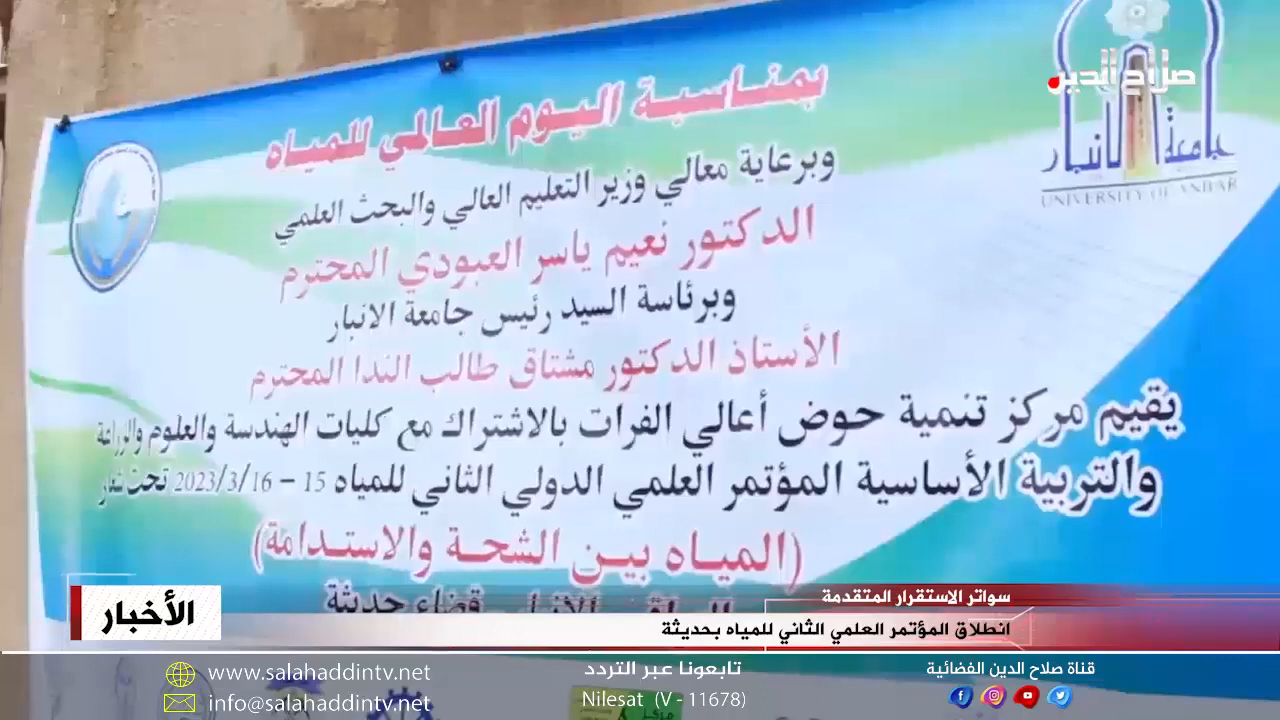 بمناسبة اليوم العالمي للمياه
صلاح الدين
جامعة الانبار
UNIVERSITY OF ANBAR
وبرعاية معالي وزير التعليم العالي والبحث العلمي
الدكتور نعيم ياسر العبودي المحترم
وبرئاسة السيد رئيس جامعة الانبار
الأستاذ الدكتور مشتاق طالب الندا المحترم
يقيم مركز تنمية حوض أعالي الفرات بالاشتراك مع كليات الهندسة والعلوم والزراعة
والتربية الأساسية المؤتمر العلمي الدولي الثاني للمياه 15 – 2023/3/16 تحت شعار
(المياه بين الشحة والاستدامة)
قضاء حديثة
الأخبار
سواتر الاستقرار المتقدمة
انطلاق المؤتمر العلمي الثاني للمياه بحديثة
قناة صلاح الدين الفضائية
تابعونا عبر التردد
Nilesat (V - 11678)
www.salahaddintv.net
info@salahaddintv.net